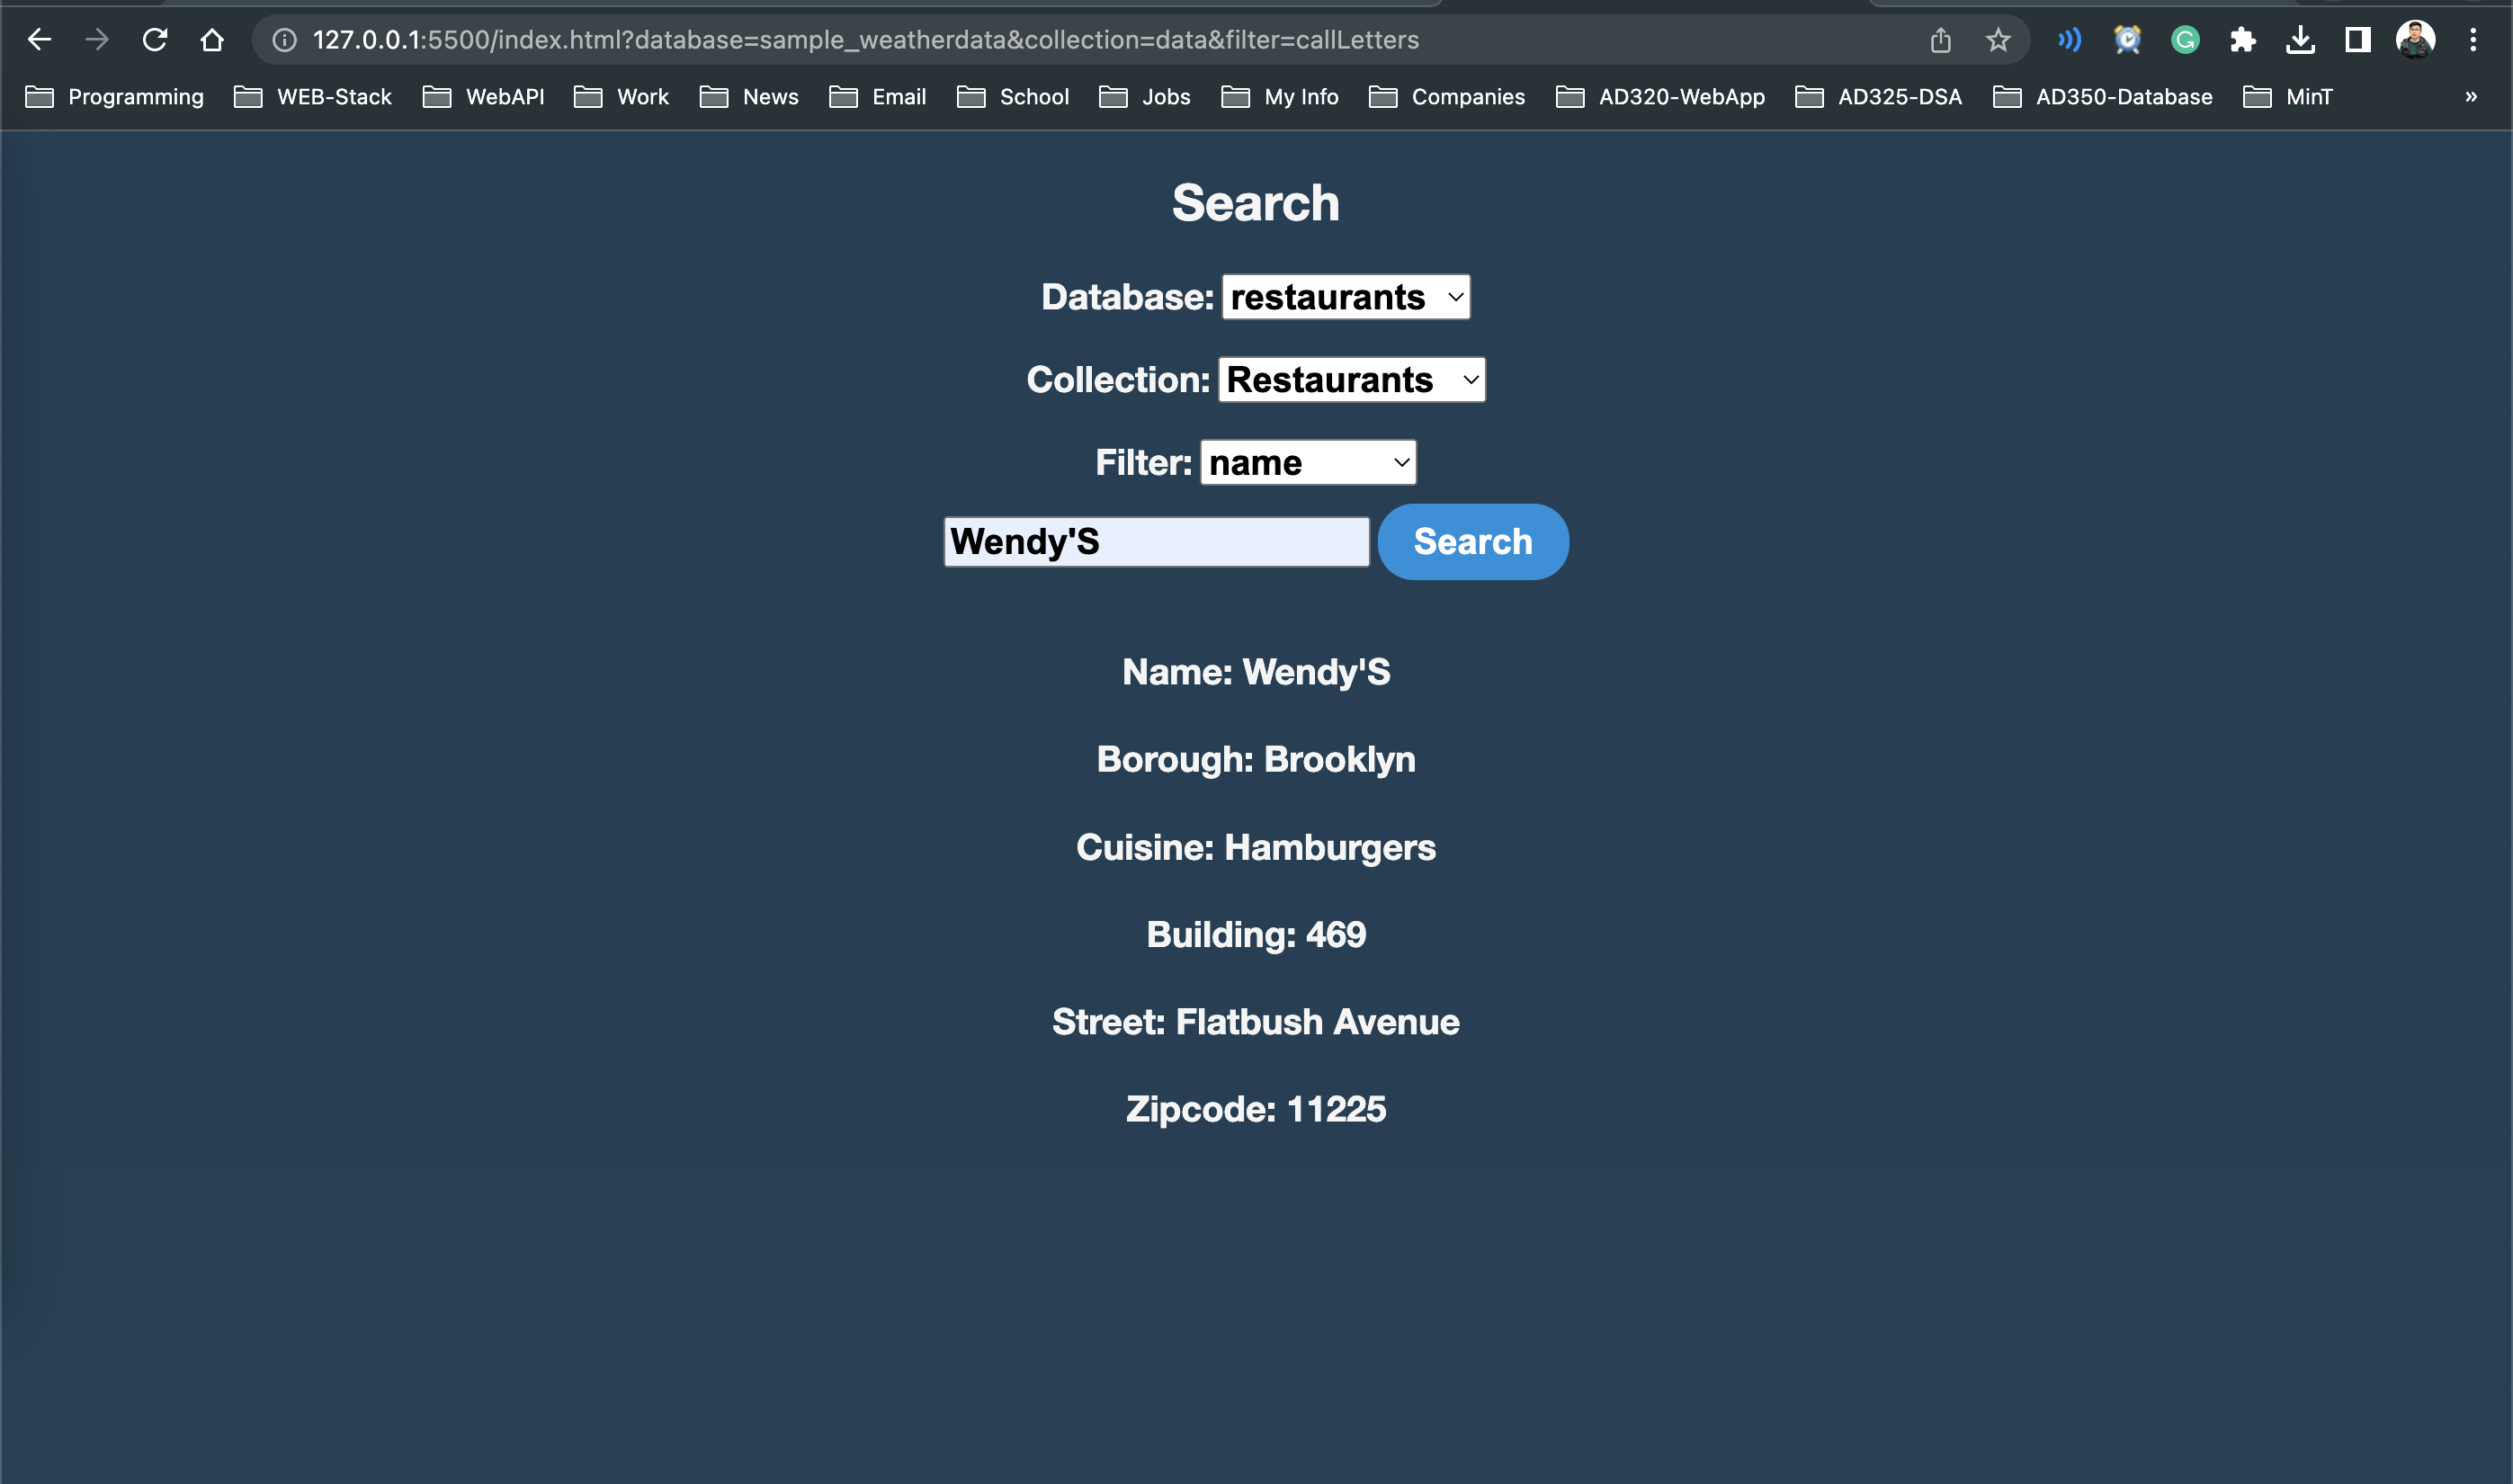 127.0.0.1:5500/index.html?database=sample_weatherdata&collection=data&filter=callLetters
Programming WEB-Stack WebAPI Work News Email School Jobs My Info Companies AD320-WebApp AD325-DSA AD350-Database MinT »
Search
Database: restaurants
Collection: Restaurants
Filter: name
Wendy'S Search
Name: Wendy'S
Borough: Brooklyn
Cuisine: Hamburgers
Building: 469
Street: Flatbush Avenue
Zipcode: 11225